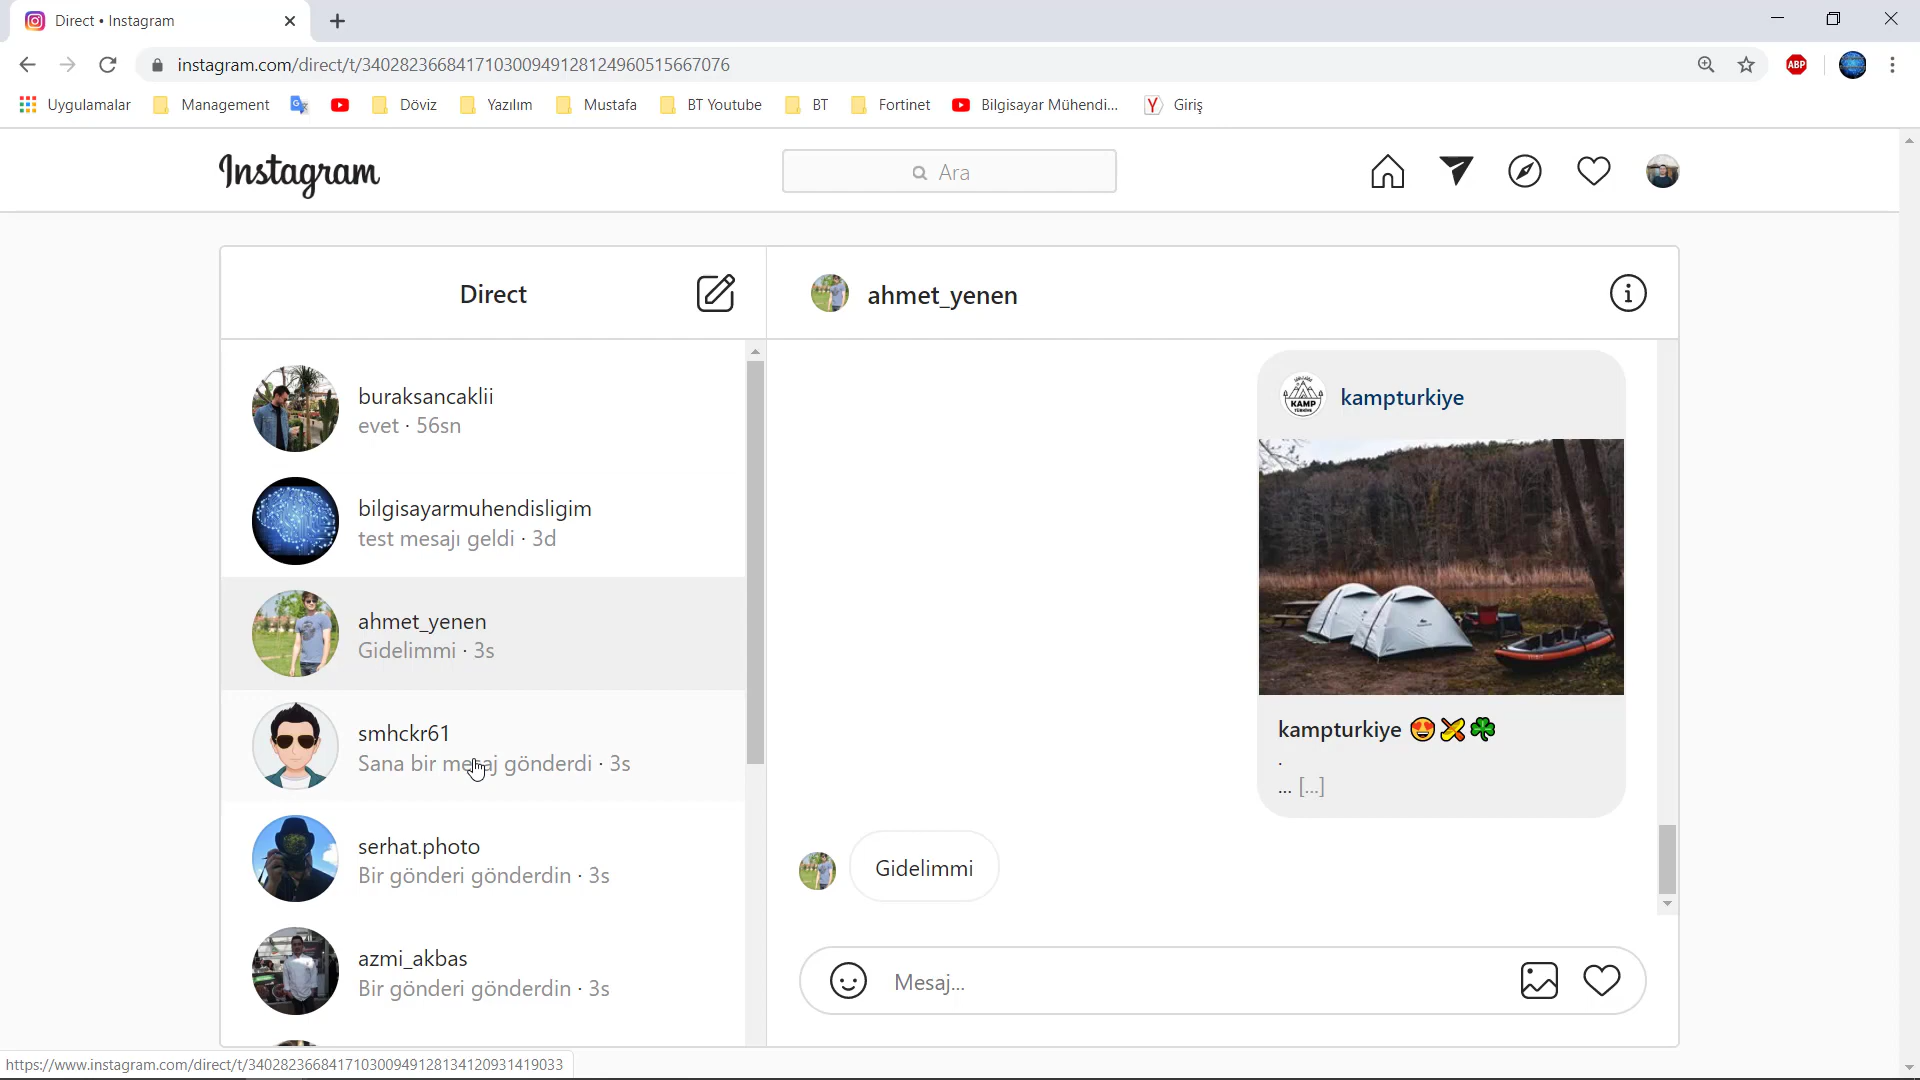 Direct • Instagram
instagram.com/direct/t/340282366841710300949128124960515667076
ABP
Uygulamalar
Management
Döviz
Yazılım
Mustafa
BT Youtube
BT
Fortinet
Bilgisayar Mühendi...
Giriş
Instagram
Ara
Direct
ahmet_yenen
buraksancaklii
evet · 56sn
bilgisayarmuhendisligim
test mesajı geldi · 3d
ahmet_yenen
Gidelimmi · 3s
smhckr61
Sana bir mesaj gönderdi · 3s
serhat.photo
Bir gönderi gönderdin · 3s
azmi_akbas
Bir gönderi gönderdin · 3s
KAMP
kampturkiye
kampturkiye 😍🏹☘
.
... [...]
Gidelimmi
Mesaj...
https://www.instagram.com/direct/t/340282366841710300949128134120931419033